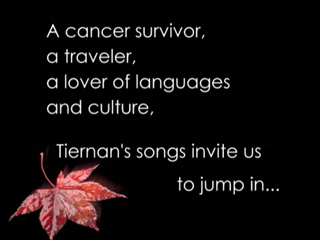 A cancer survivor,
a traveler,
a lover of languages
and culture,
Tiernan's songs invite us
to jump in...